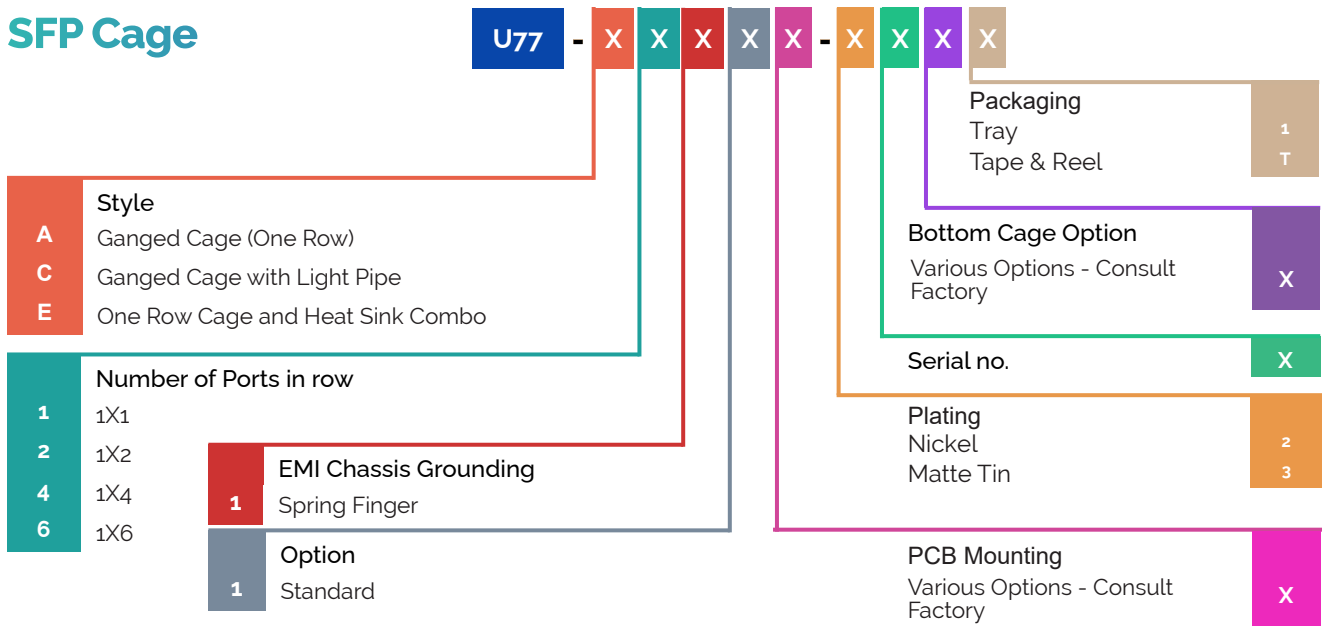 SFP Cage
U77 - X X X X X - X X X X
Style
A Ganged Cage (One Row)
C Ganged Cage with Light Pipe
E One Row Cage and Heat Sink Combo
Number of Ports in row
1 1X1
2 1X2
4 1X4
6 1X6
EMI Chassis Grounding
1 Spring Finger
Option
1 Standard
Packaging
Tray 1
Tape & Reel T
Bottom Cage Option
Various Options - Consult
Factory X
Serial no. X
Plating
Nickel 2
Matte Tin 3
PCB Mounting
Various Options - Consult
Factory X